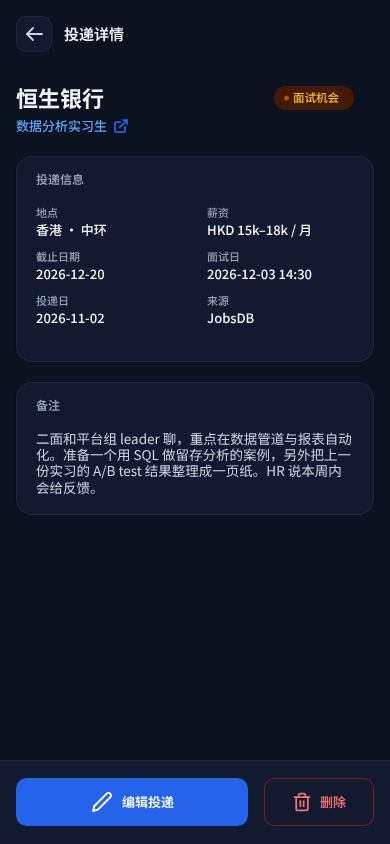 投递详情
恒生银行
面试机会
数据分析实习生
投递信息
地点
薪资
香港 · 中环
HKD 15k–18k / 月
截止日期
面试日
2026-12-20
2026-12-03 14:30
投递日
来源
2026-11-02
JobsDB
备注
二面和平台组 leader 聊，重点在数据管道与报表自动
化。准备一个用 SQL 做留存分析的案例，另外把上一
份实习的 A/B test 结果整理成一页纸。HR 说本周内
会给反馈。
编辑投递
删除